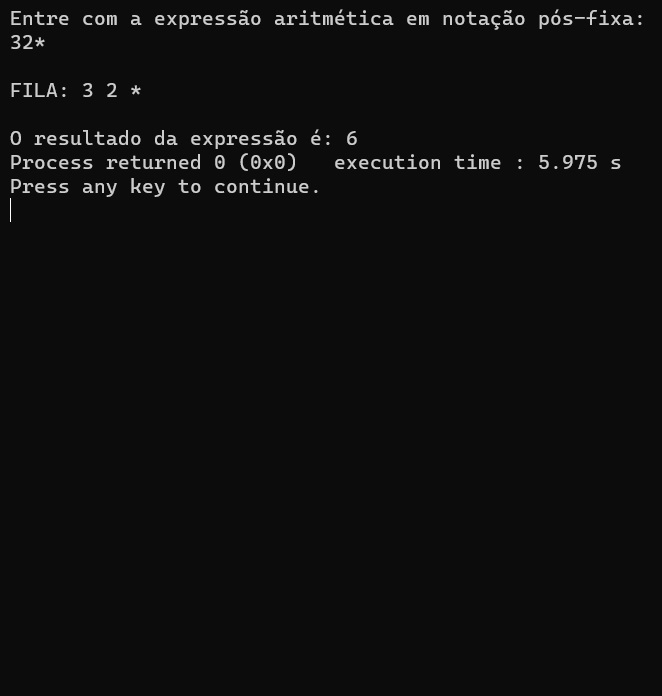 Entre com a expressão aritmética em notação pós-fixa:
32*
FILA: 3 2 *
O resultado da expressão é: 6
Process returned 0 (0x0)   execution time : 5.975 s
Press any key to continue.